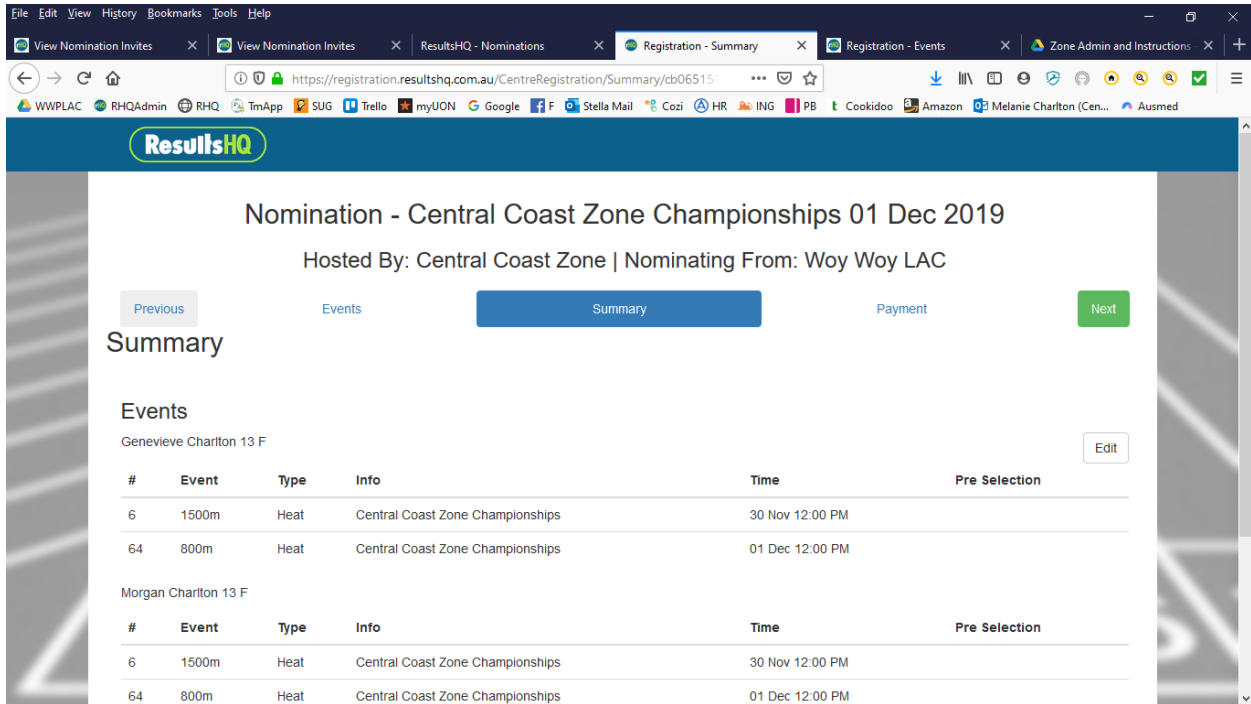 File Edit View History Bookmarks Tools Help
View Nomination Invites View Nomination Invites ResultsHQ - Nominations Registration - Summary Registration - Events Zone Admin and Instructions -
https://registration.resultshq.com.au/CentreRegistration/Summary/cb06515
WWPLAC RHQAdmin RHQ TmApp SUG Trello myUON Google F Stella Mail Cozi HR ING PB Cookidoo Amazon Melanie Charlton (Cen... Ausmed
ResultsHQ
Nomination - Central Coast Zone Championships 01 Dec 2019
Hosted By: Central Coast Zone | Nominating From: Woy Woy LAC
Previous Events Summary Payment Next
Summary
Events
Genevieve Charlton 13 F
Edit
# Event Type Info Time Pre Selection
6 1500m Heat Central Coast Zone Championships 30 Nov 12:00 PM
64 800m Heat Central Coast Zone Championships 01 Dec 12:00 PM
Morgan Charlton 13 F
# Event Type Info Time Pre Selection
6 1500m Heat Central Coast Zone Championships 30 Nov 12:00 PM
64 800m Heat Central Coast Zone Championships 01 Dec 12:00 PM